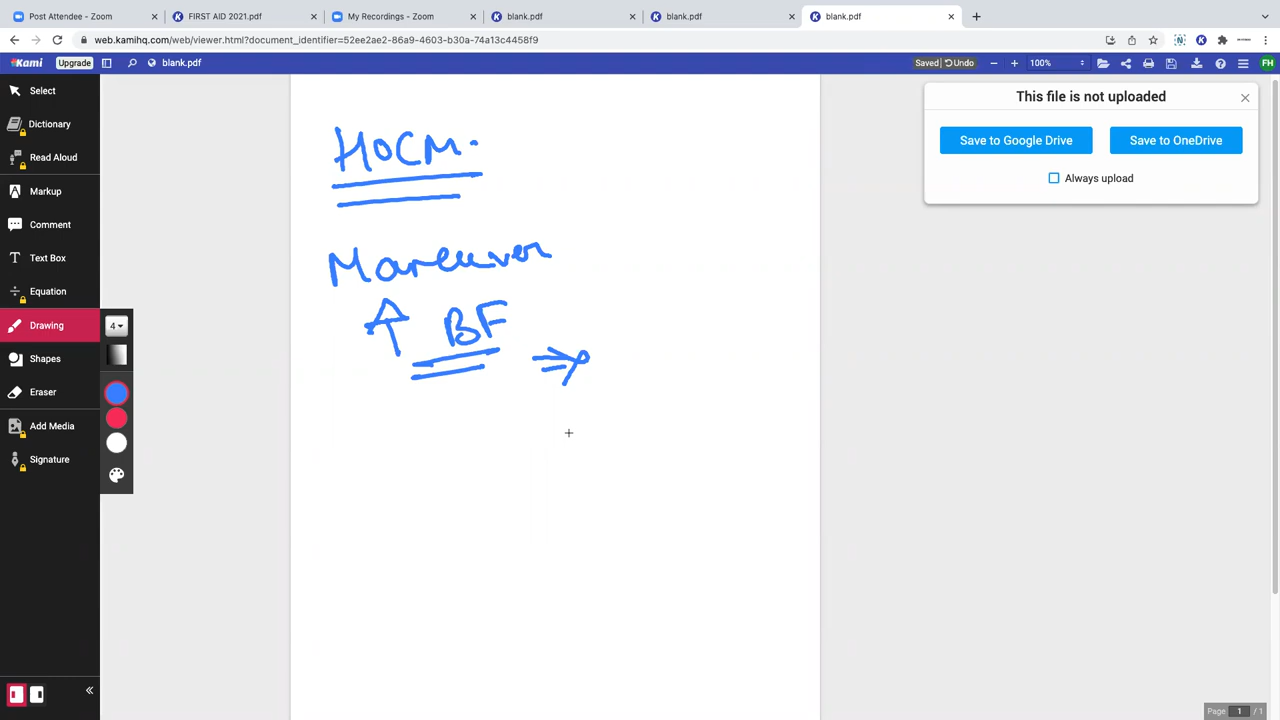 Post Attendee - Zoom
FIRST AID 2021.pdf
My Recordings - Zoom
blank.pdf
blank.pdf
blank.pdf
web.kamihq.com/web/viewer.html?document_identifier=52ee2ae2-86a9-4603-b30a-74a13c4458f9
Kami
Upgrade
blank.pdf
Saved
Undo
100%
FH
Select
Dictionary
Read Aloud
Markup
Comment
Text Box
Equation
Drawing
4
Shapes
Eraser
Add Media
Signature
This file is not uploaded
Save to Google Drive
Save to OneDrive
Always upload
HOCM.
Maneuver
↑ BF ⇒
Page 1 / 1